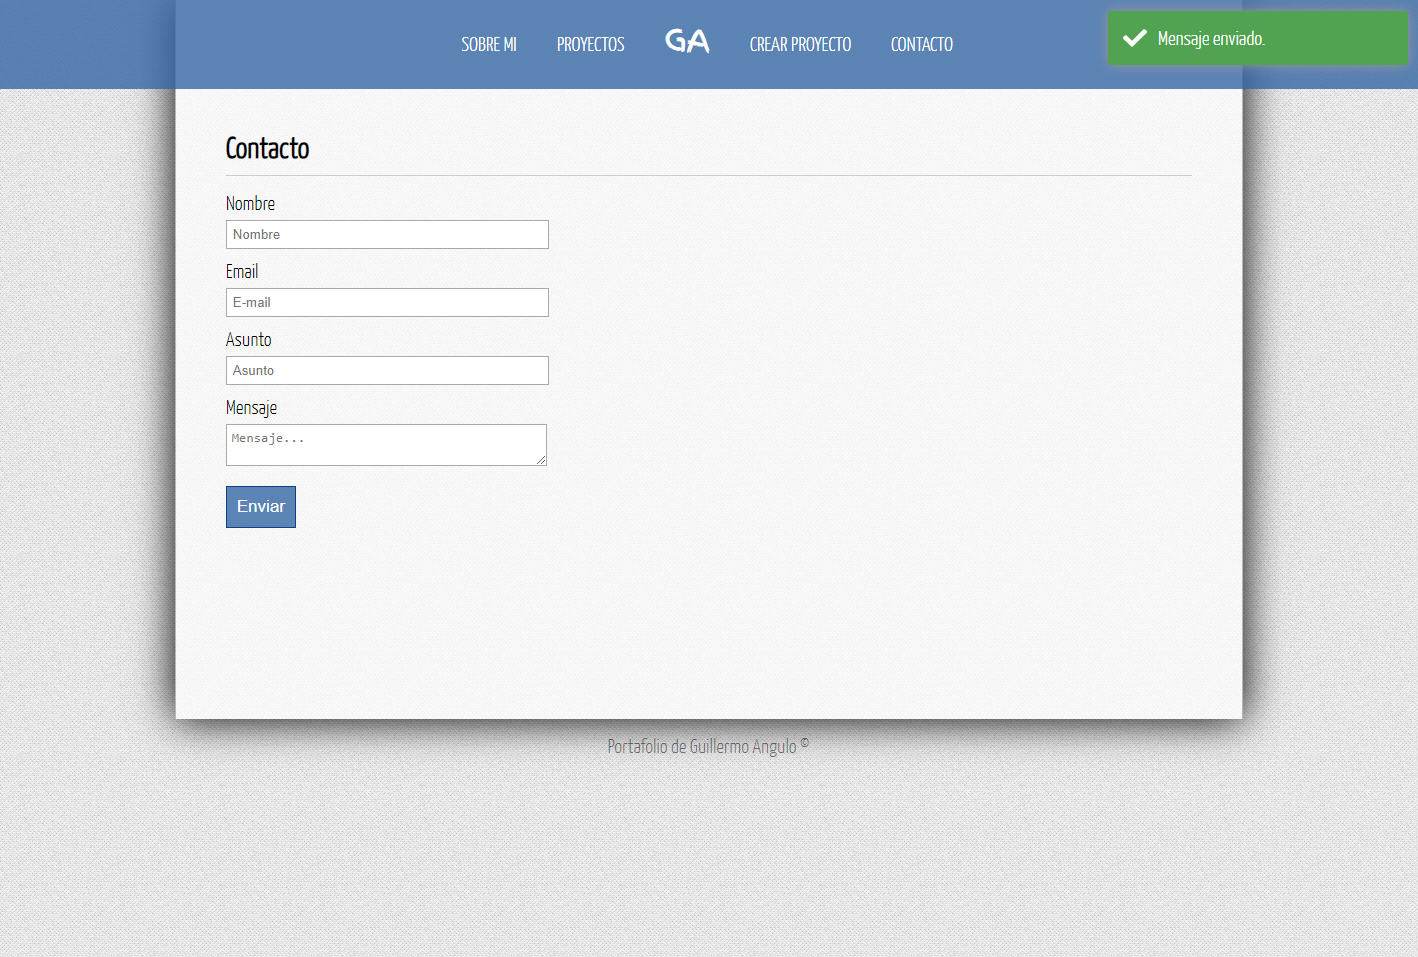 SOBRE MI PROYECTOS GA CREAR PROYECTO CONTACTO
Mensaje enviado.
Contacto
Nombre
Nombre
Email
E-mail
Asunto
Asunto
Mensaje
Mensaje...
Enviar
Portafolio de Guillermo Angulo ©